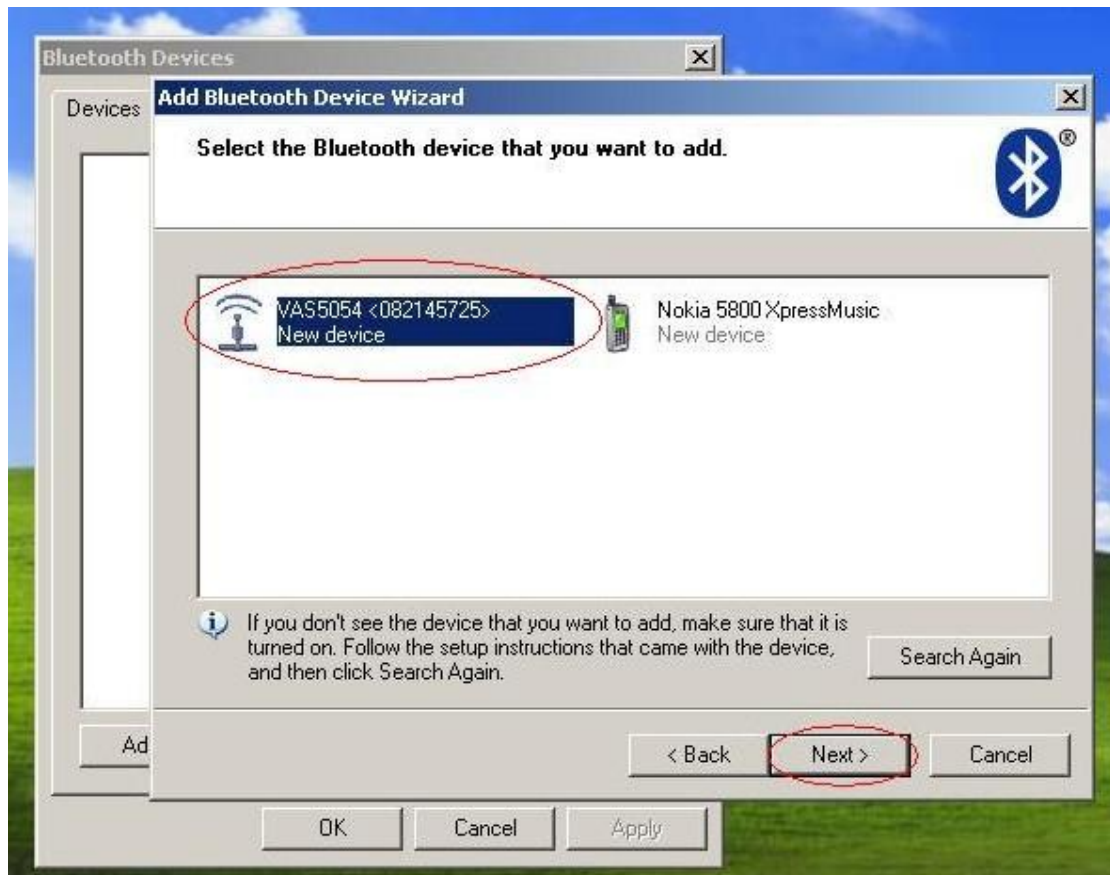 Bluetooth Devices
Devices
Add Bluetooth Device Wizard
Select the Bluetooth device that you want to add.
®
VAS5054 <082145725>
New device
Nokia 5800 XpressMusic
New device
If you don't see the device that you want to add, make sure that it is
turned on. Follow the setup instructions that came with the device,
and then click Search Again.
Search Again
Ad
< Back
Next >
Cancel
OK
Cancel
Apply